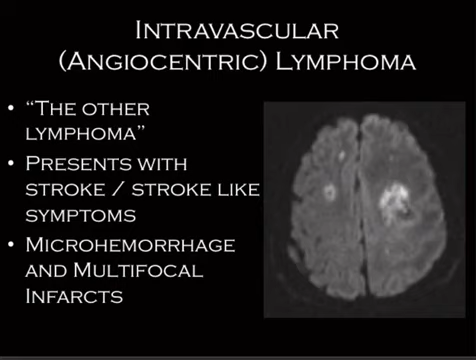 Intravascular
(Angiocentric) Lymphoma
• "The other
lymphoma"
• Presents with
stroke / stroke like
symptoms
• Microhemorrhage
and Multifocal
Infarcts